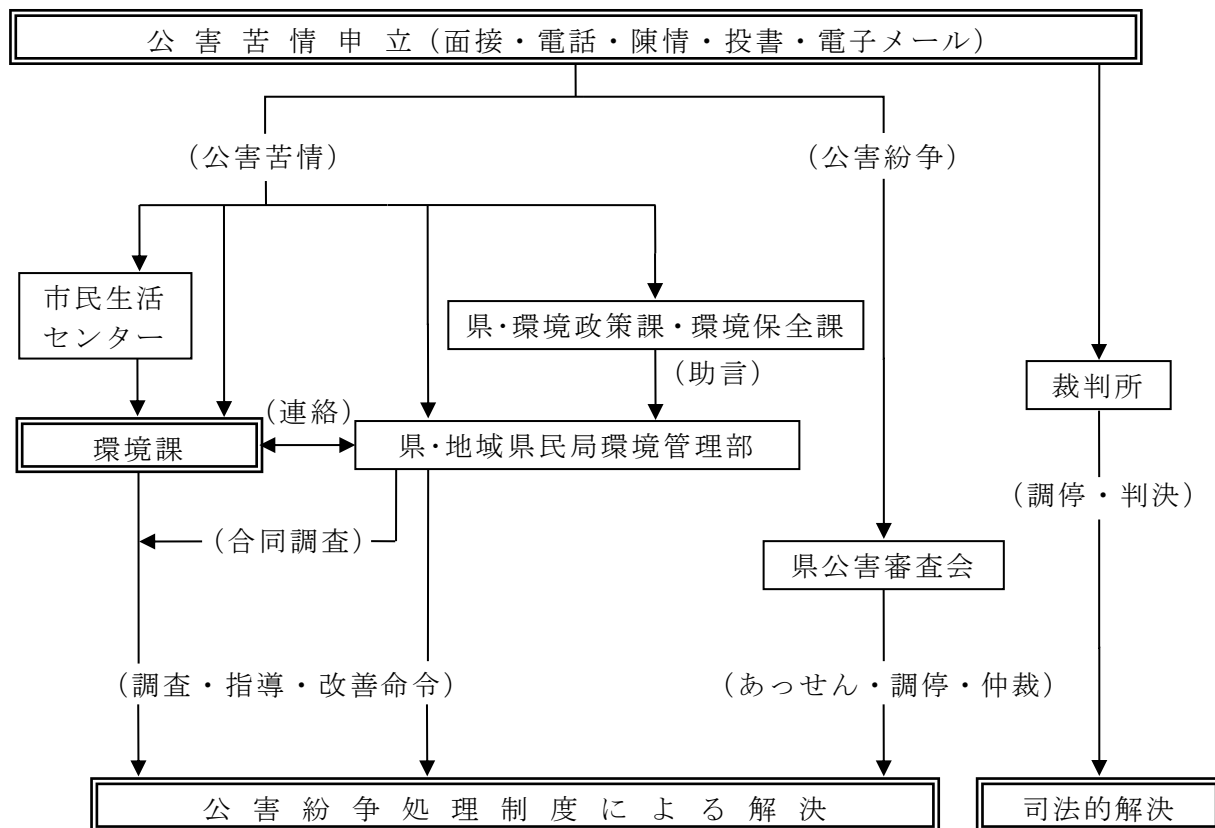 公害苦情申立(面接・電話・陳情・投書・電子メール)
(公害苦情)
(公害紛争)
市民生活
センター
県・環境政策課・環境保全課
(助言)
裁判所
(連絡)
環境課
県・地域県民局環境管理部
(調停・判決)
(合同調査)
県公害審査会
(調査・指導・改善命令)
(あっせん・調停・仲裁)
公害紛争処理制度による解決
司法的解決